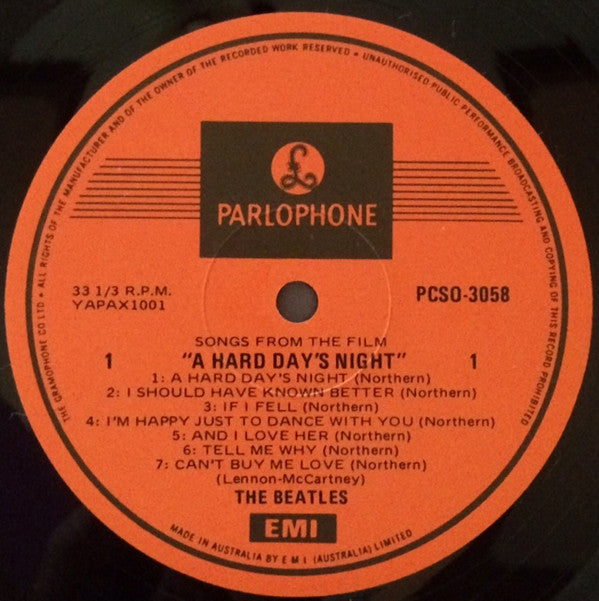 THE GRAMOPHONE CO LTD • ALL RIGHTS OF THE MANUFACTURER AND OF THE OWNER OF THE RECORDED WORK RESERVED • UNAUTHORISED PUBLIC PERFORMANCE BROADCASTING AND COPYING OF THIS RECORD PROHIBITED
£
PARLOPHONE
33 1/3 R.P.M.
YAPAX1001
PCSO-3058
SONGS FROM THE FILM
1 "A HARD DAY'S NIGHT" 1
1: A HARD DAY'S NIGHT (Northern)
2: I SHOULD HAVE KNOWN BETTER (Northern)
3: IF I FELL (Northern)
4: I'M HAPPY JUST TO DANCE WITH YOU (Northern)
5: AND I LOVE HER (Northern)
6: TELL ME WHY (Northern)
7: CAN'T BUY ME LOVE (Northern)
(Lennon-McCartney)
THE BEATLES
EMI
MADE IN AUSTRALIA BY E M I (AUSTRALIA) LIMITED